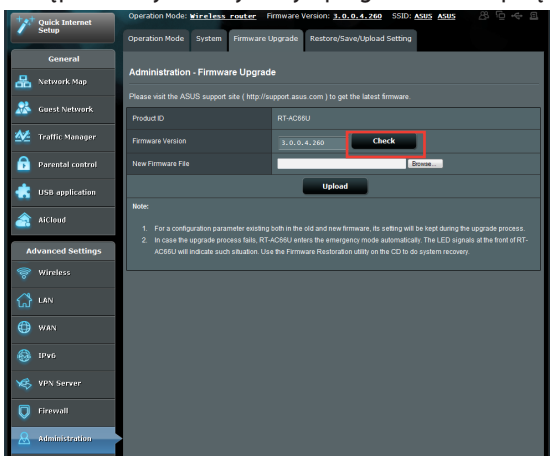 Quick Internet
Setup
Operation Mode: Wireless router Firmware Version: 3.0.0.4.260 SSID: ASUS ASUS
Operation Mode System Firmware Upgrade Restore/Save/Upload Setting
General
Network Map
Guest Network
Traffic Manager
Parental control
USB application
AiCloud
Advanced Settings
Wireless
LAN
WAN
IPv6
VPN Server
Firewall
Administration
Administration - Firmware Upgrade
Please visit the ASUS support site ( http://support.asus.com ) to get the latest firmware.
Product ID RT-AC66U
Firmware Version 3.0.0.4.260 Check
New Firmware File Browse...
Upload
Note:
1. For a configuration parameter existing both in the old and new firmware, its setting will be kept during the upgrade process.
2. In case the upgrade process fails, RT-AC66U enters the emergency mode automatically. The LED signals at the front of RT-
AC66U will indicate such situation. Use the Firmware Restoration utility on the CD to do system recovery.